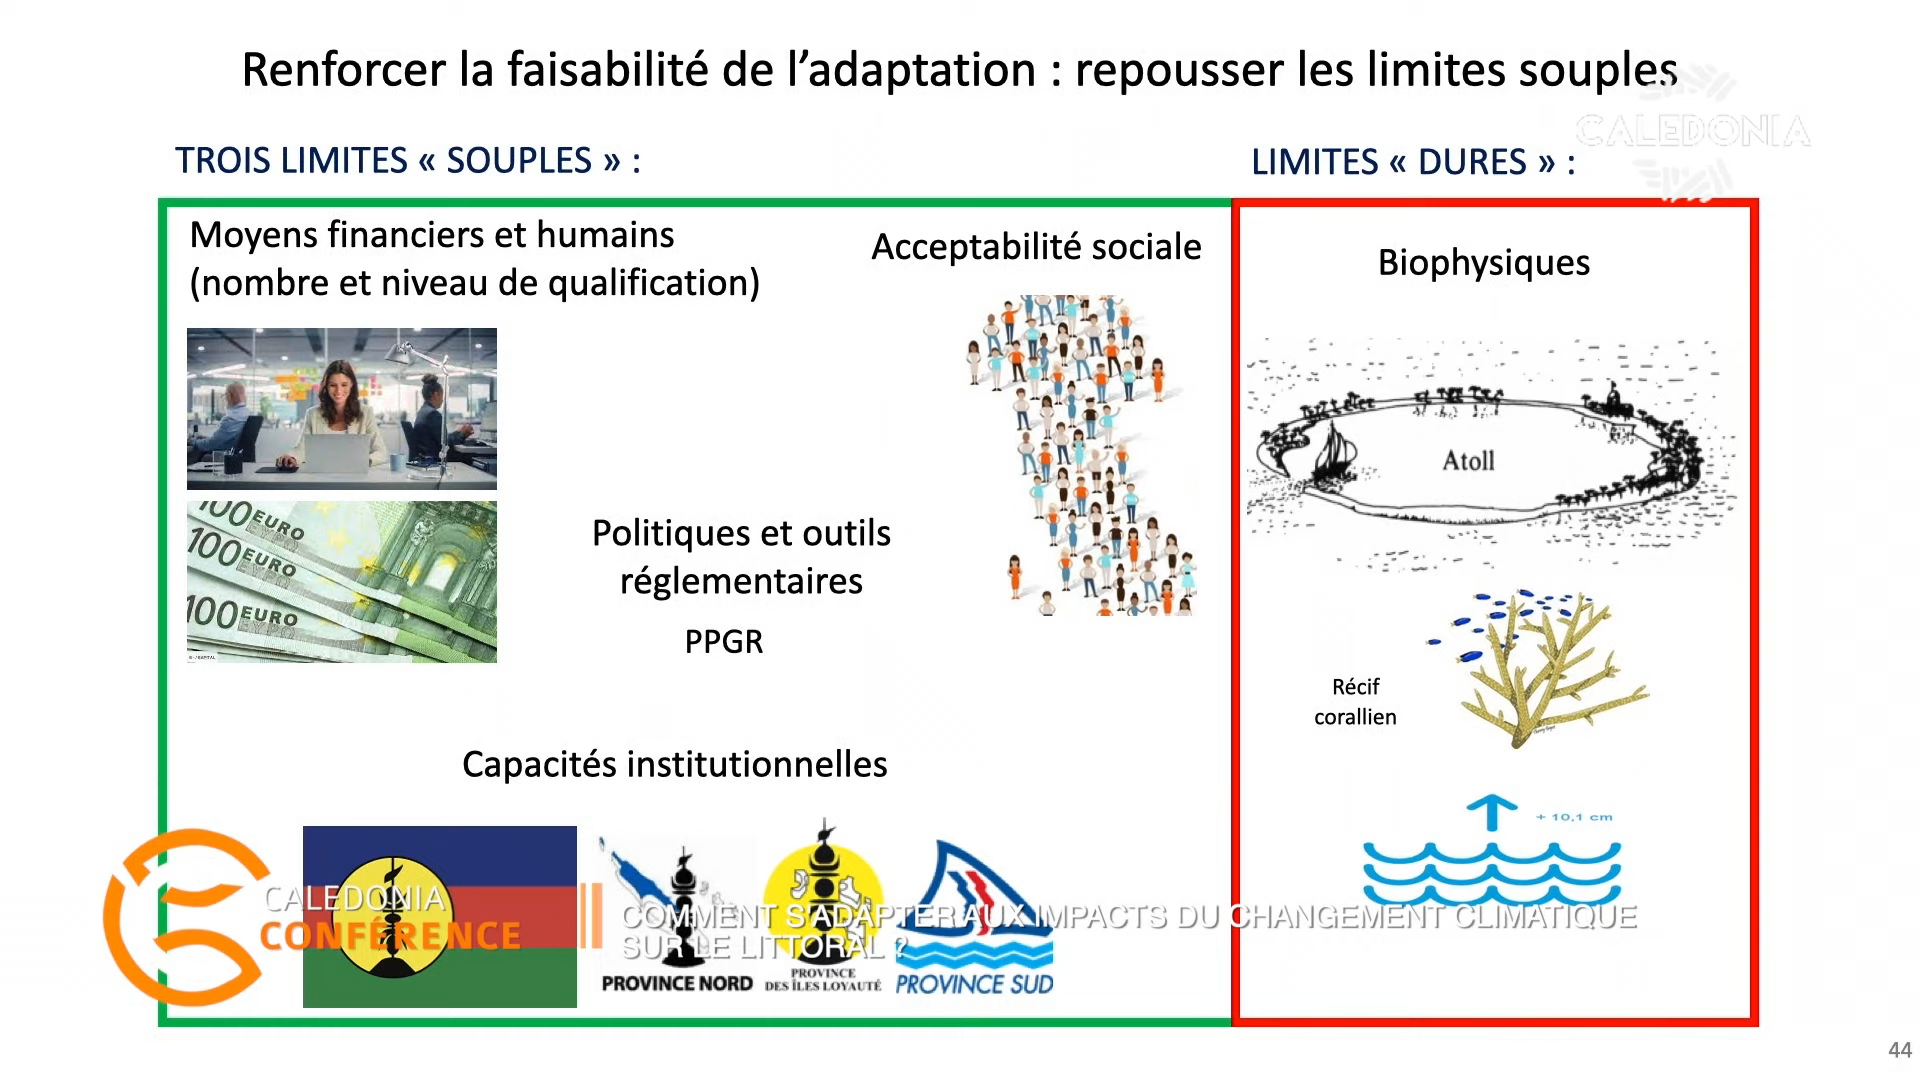 Renforcer la faisabilité de l’adaptation : repousser les limites souples
CALEDONIA
TROIS LIMITES « SOUPLES » :
LIMITES « DURES » :
Moyens financiers et humains
(nombre et niveau de qualification)
Acceptabilité sociale
Biophysiques
Atoll
100 EURO
100 EURO
100 EURO
Politiques et outils
réglementaires
PPGR
Récif
corallien
Capacités institutionnelles
+ 10,1 cm
CALEDONIA
CONFÉRENCE
COMMENT S'ADAPTER AUX IMPACTS DU CHANGEMENT CLIMATIQUE
SUR LE LITTORAL ?
PROVINCE NORD
PROVINCE
DES ÎLES LOYAUTÉ
PROVINCE SUD
44